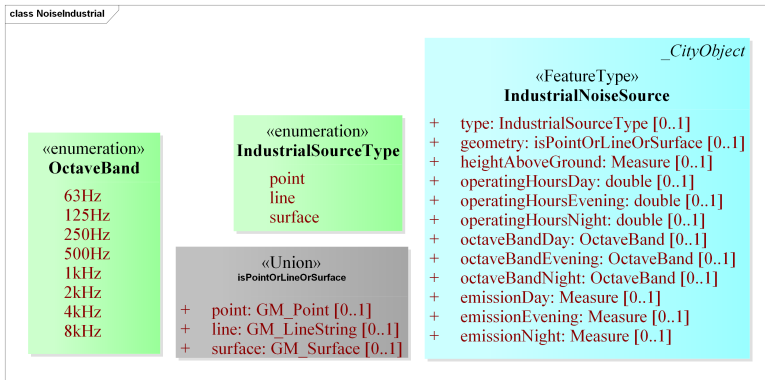 class NoiseIndustrial
«enumeration»
OctaveBand
63Hz
125Hz
250Hz
500Hz
1kHz
2kHz
4kHz
8kHz
«enumeration»
IndustrialSourceType
point
line
surface
«Union»
isPointOrLineOrSurface
+ point: GM_Point [0..1]
+ line: GM_LineString [0..1]
+ surface: GM_Surface [0..1]
_CityObject
«FeatureType»
IndustrialNoiseSource
+ type: IndustrialSourceType [0..1]
+ geometry: isPointOrLineOrSurface [0..1]
+ heightAboveGround: Measure [0..1]
+ operatingHoursDay: double [0..1]
+ operatingHoursEvening: double [0..1]
+ operatingHoursNight: double [0..1]
+ octaveBandDay: OctaveBand [0..1]
+ octaveBandEvening: OctaveBand [0..1]
+ octaveBandNight: OctaveBand [0..1]
+ emissionDay: Measure [0..1]
+ emissionEvening: Measure [0..1]
+ emissionNight: Measure [0..1]